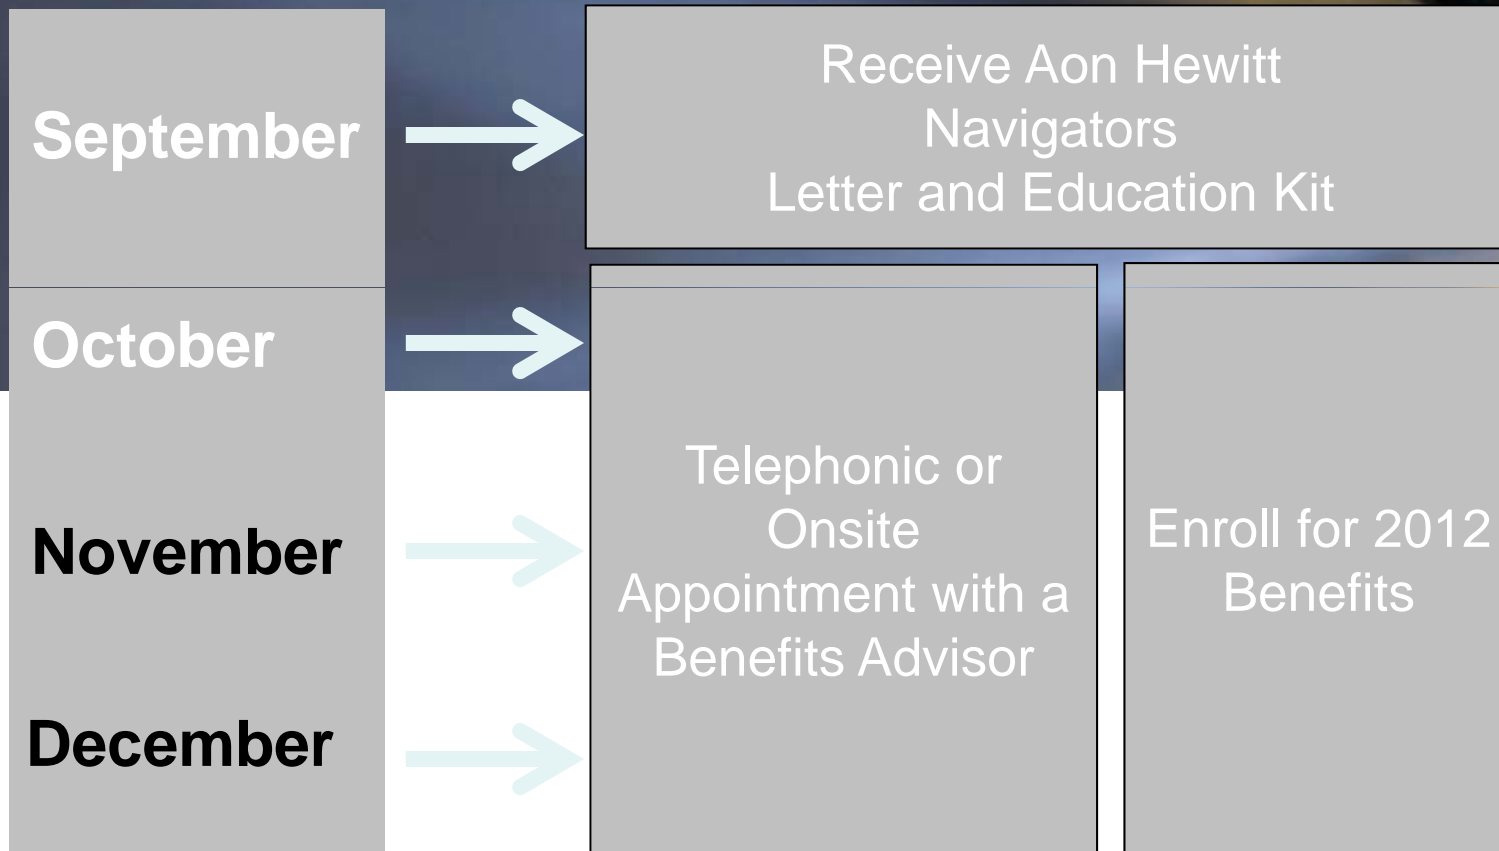 September
Receive Aon Hewitt
Navigators
Letter and Education Kit
October
November
December
Telephonic or
Onsite
Appointment with a
Benefits Advisor
Enroll for 2012
Benefits